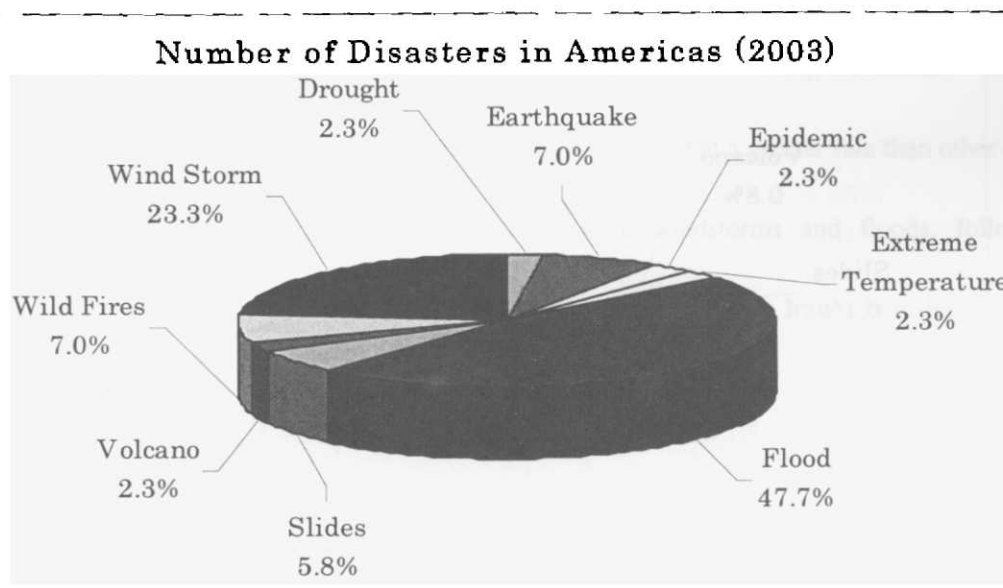 Number of Disasters in Americas (2003)
Drought
2.3%
Earthquake
7.0%
Epidemic
2.3%
Wind Storm
23.3%
Extreme
Temperature
2.3%
Wild Fires
7.0%
Volcano
2.3%
Slides
5.8%
Flood
47.7%